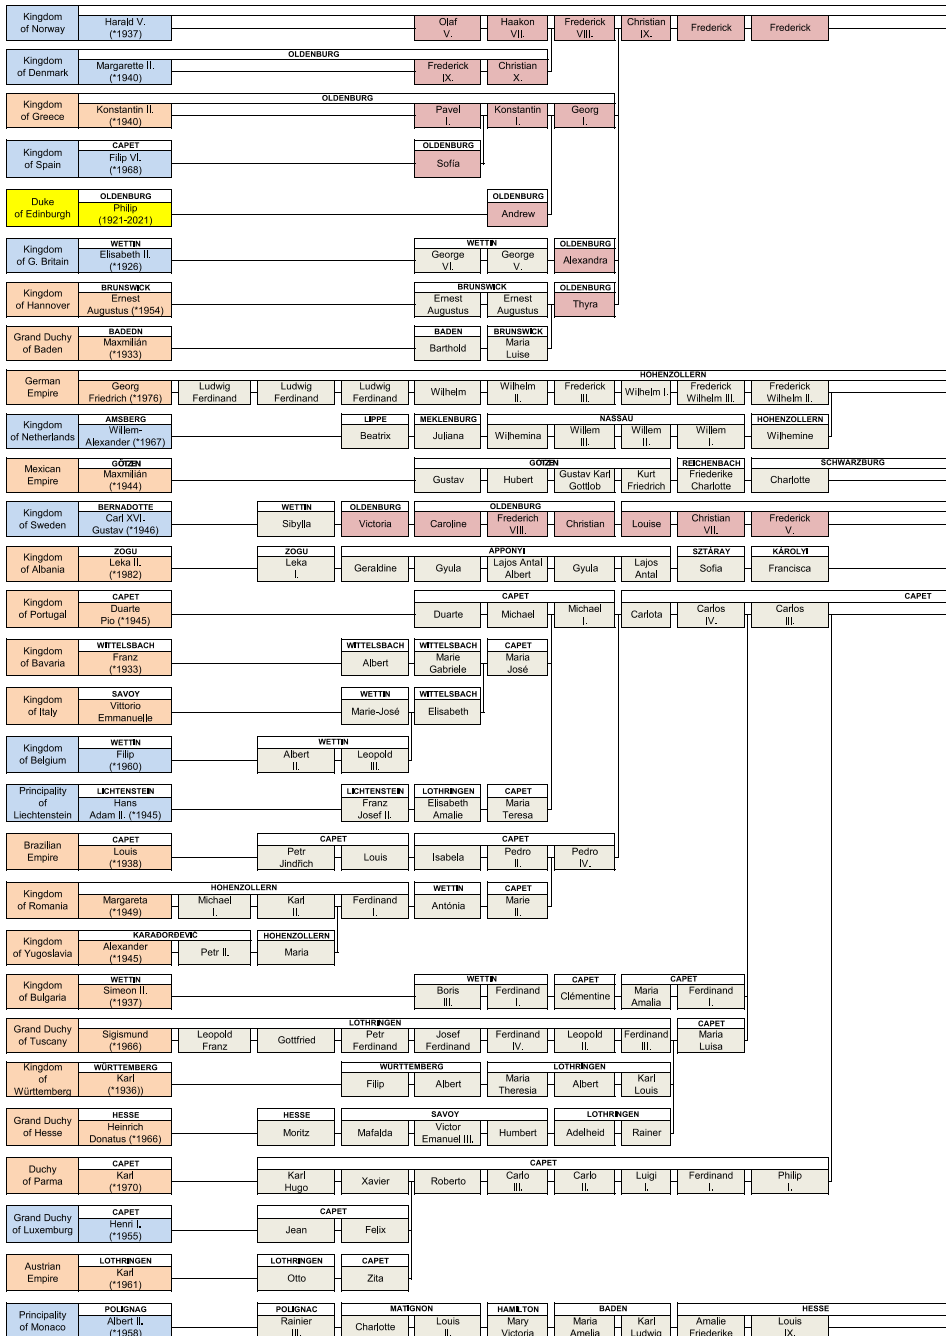 Kingdom
of Norway
Harald V.
(*1937)
Olaf
V.
Haakon
VII.
Frederick
VIII.
Christian
IX.
Frederick
Frederick
Kingdom
of Denmark
OLDENBURG
Margarette II.
(*1940)
Frederick
IX.
Christian
X.
Kingdom
of Greece
OLDENBURG
Konstantin II.
(*1940)
Pavel
I.
Konstantin
I.
Georg
I.
Kingdom
of Spain
CAPET
Filip VI.
(*1968)
OLDENBURG
Sofía
Duke
of Edinburgh
OLDENBURG
Philip
(1921-2021)
OLDENBURG
Andrew
Kingdom
of G. Britain
WETTIN
Elisabeth II.
(*1926)
WETTIN
George
VI.
George
V.
OLDENBURG
Alexandra
Kingdom
of Hannover
BRUNSWICK
Ernest
Augustus (*1954)
BRUNSWICK
Ernest
Augustus
Ernest
Augustus
OLDENBURG
Thyra
Grand Duchy
of Baden
BADEDN
Maxmilián
(*1933)
BADEN
Barthold
BRUNSWICK
Maria
Luise
German
Empire
HOHENZOLLERN
Georg
Friedrich (*1976)
Ludwig
Ferdinand
Ludwig
Ferdinand
Ludwig
Ferdinand
Wilhelm
Wilhelm
II.
Frederick
III.
Wilhelm I.
Frederick
Wilhelm III.
Frederick
Wilhelm II.
Kingdom
of Netherlands
AMSBERG
Willem-
Alexander (*1967)
LIPPE
Beatrix
MEKLENBURG
Juliana
NASSAU
Wilhemina
Willem
III.
Willem
II.
Willem
I.
HOHENZOLLERN
Wilhemine
Mexican
Empire
GÖTZEN
Maxmilián
(*1944)
GÖTZEN
Gustav
Hubert
Gustav Karl
Gottlob
Kurt
Friedrich
REICHENBACH
Friederike
Charlotte
SCHWARZBURG
Charlotte
Kingdom
of Sweden
BERNADOTTE
Carl XVI.
Gustav (*1946)
WETTIN
Sibylla
OLDENBURG
Victoria
OLDENBURG
Caroline
Frederich
VIII.
Christian
Louise
Christian
VII.
Frederick
V.
Kingdom
of Albania
ZOGU
Leka II.
(*1982)
ZOGU
Leka
I.
APPONYI
Geraldine
Gyula
Lajos Antal
Albert
Gyula
Lajos
Antal
SZTÁRAY
Sofia
KÁROLYI
Francisca
Kingdom
of Portugal
CAPET
Duarte
Pio (*1945)
CAPET
Duarte
Michael
Michael
I.
CAPET
Carlota
Carlos
IV.
Carlos
III.
Kingdom
of Bavaria
WITTELSBACH
Franz
(*1933)
WITTELSBACH
Albert
WITTELSBACH
Marie
Gabriele
CAPET
Maria
José
Kingdom
of Italy
SAVOY
Vittorio
Emmanuelle
WETTIN
Marie-José
WITTELSBACH
Elisabeth
Kingdom
of Belgium
WETTIN
Filip
(*1960)
WETTIN
Albert
II.
Leopold
III.
Principality
of
Liechtenstein
LICHTENSTEIN
Hans
Adam II. (*1945)
LICHTENSTEIN
Franz
Josef II.
LOTHRINGEN
Elisabeth
Amalie
CAPET
Maria
Teresa
Brazilian
Empire
CAPET
Louis
(*1938)
CAPET
Petr
Jindřich
Louis
CAPET
Isabela
Pedro
II.
Pedro
IV.
Kingdom
of Romania
HOHENZOLLERN
Margareta
(*1949)
Michael
I.
Karl
II.
Ferdinand
I.
WETTIN
Antónia
CAPET
Marie
II.
Kingdom
of Yugoslavia
KARAĐORĐEVIĆ
Alexander
(*1945)
Petr II.
HOHENZOLLERN
Maria
Kingdom
of Bulgaria
WETTIN
Simeon II.
(*1937)
WETTIN
Boris
III.
Ferdinand
I.
CAPET
Clémentine
CAPET
Maria
Amalia
Ferdinand
I.
Grand Duchy
of Tuscany
LOTHRINGEN
Sigismund
(*1966)
Leopold
Franz
Gottfried
Petr
Ferdinand
Josef
Ferdinand
Ferdinand
IV.
Leopold
II.
Ferdinand
III.
CAPET
Maria
Luisa
Kingdom
of
Württemberg
WÜRTTEMBERG
Karl
(*1936))
WÜRTTEMBERG
Filip
Albert
LOTHRINGEN
Maria
Theresia
Albert
Karl
Louis
Grand Duchy
of Hesse
HESSE
Heinrich
Donatus (*1966)
HESSE
Moritz
SAVOY
Mafalda
Victor
Emanuel III.
Humbert
LOTHRINGEN
Adelheid
Rainer
Duchy
of Parma
CAPET
Karl
(*1970)
CAPET
Karl
Hugo
Xavier
Roberto
Carlo
III.
Carlo
II.
Luigi
I.
Ferdinand
I.
Philip
I.
Grand Duchy
of Luxemburg
CAPET
Henri I.
(*1955)
CAPET
Jean
Felix
Austrian
Empire
LOTHRINGEN
Karl
(*1961)
LOTHRINGEN
Otto
CAPET
Zita
Principality
of Monaco
POLIGNAG
Albert II.
(*1958)
POLIGNAC
Rainier
III.
MATIGNON
Charlotte
Louis
II.
HAMILTON
Mary
Victoria
BADEN
Maria
Amelia
Karl
Ludwig
HESSE
Amalie
Friederike
Louis
IX.